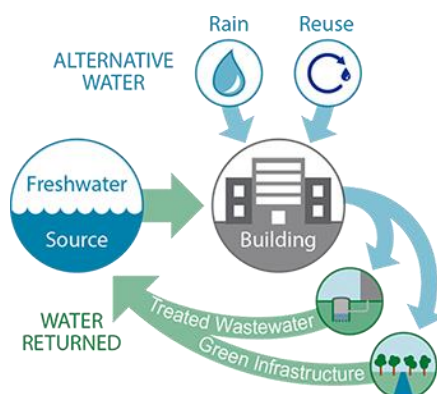 Rain
Reuse
ALTERNATIVE
WATER
Freshwater
Source
Building
WATER
RETURNED
Treated Wastewater
Green Infrastructure